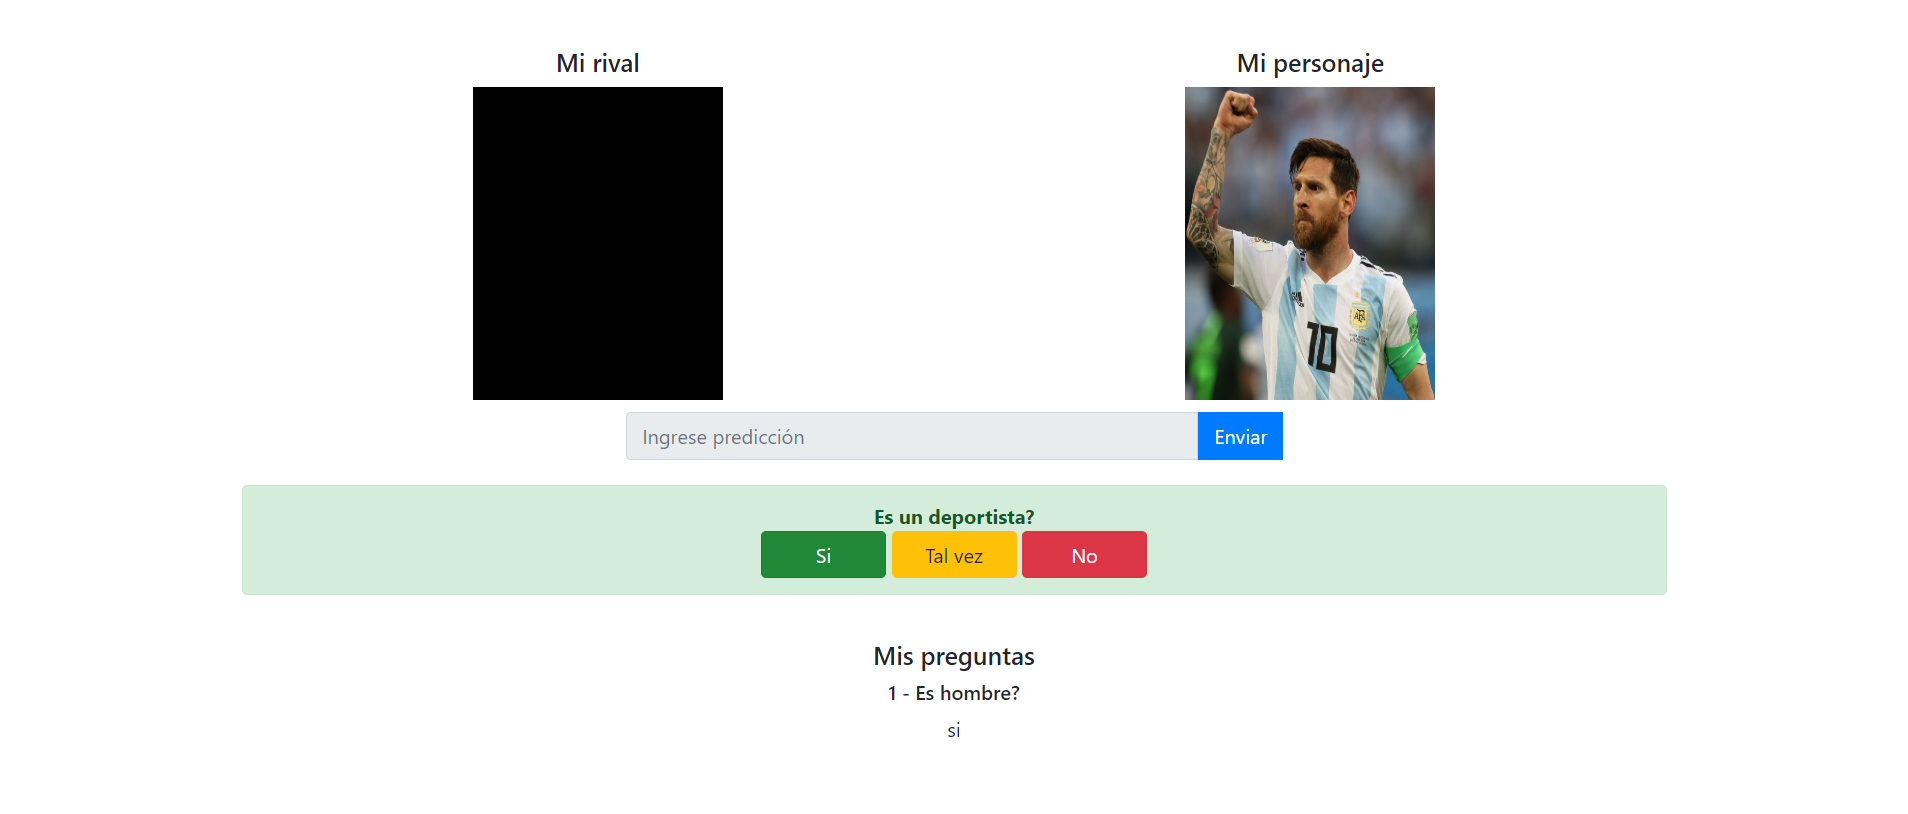 Mi rival
Mi personaje
10
AFA
Ingrese predicción
Enviar
Es un deportista?
Si
Tal vez
No
Mis preguntas
1 - Es hombre?
si